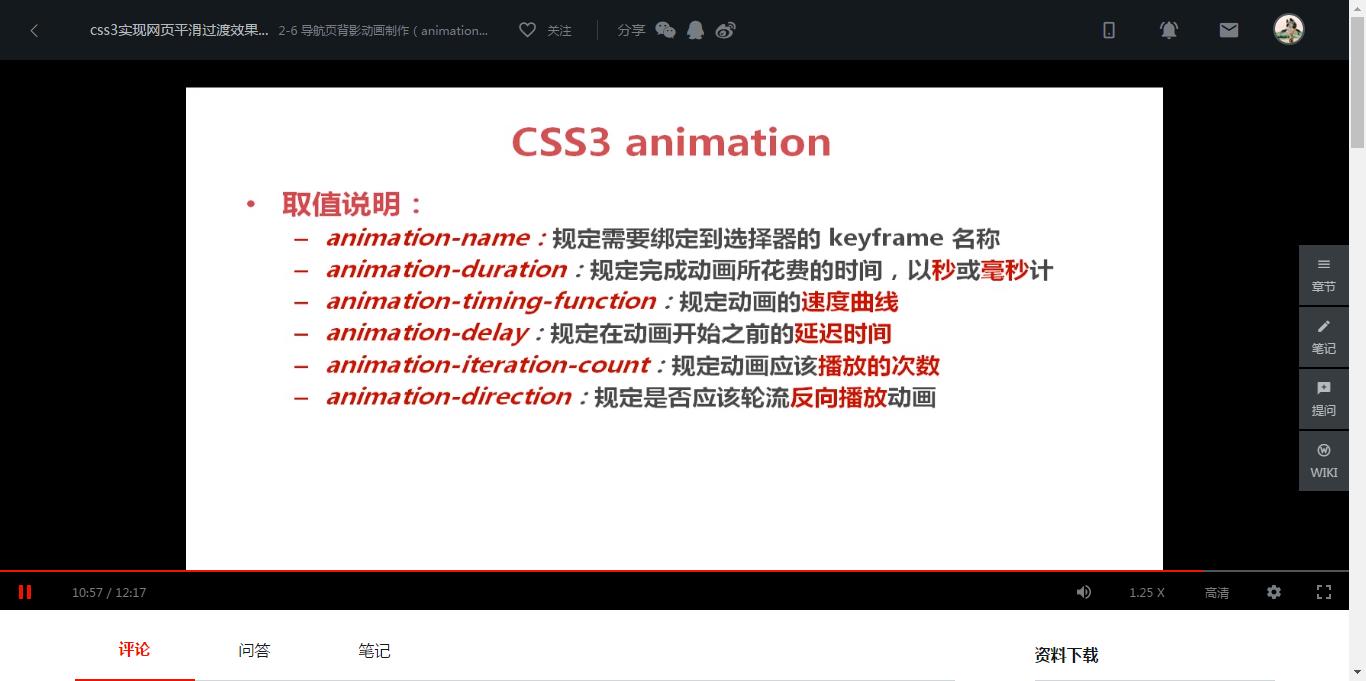 css3实现网页平滑过渡效果... 2-6 导航页背影动画制作（animation... 关注 分享
CSS3 animation
• 取值说明：
– animation-name：规定需要绑定到选择器的 keyframe 名称
– animation-duration：规定完成动画所花费的时间，以秒或毫秒计
– animation-timing-function：规定动画的速度曲线
– animation-delay：规定在动画开始之前的延迟时间
– animation-iteration-count：规定动画应该播放的次数
– animation-direction：规定是否应该轮流反向播放动画
章节
笔记
提问
WIKI
10:57 / 12:17 1.25 X 高清
评论 问答 笔记 资料下载